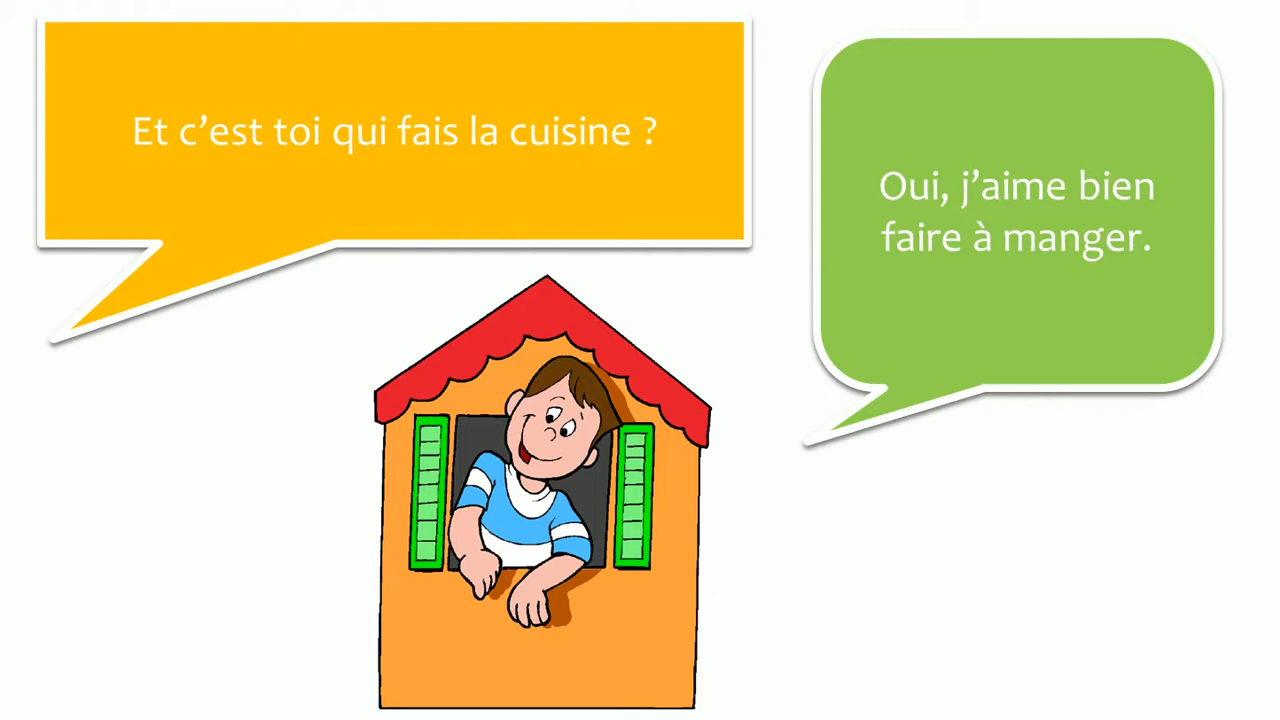 Et c’est toi qui fais la cuisine ?
Oui, j’aime bien
faire à manger.